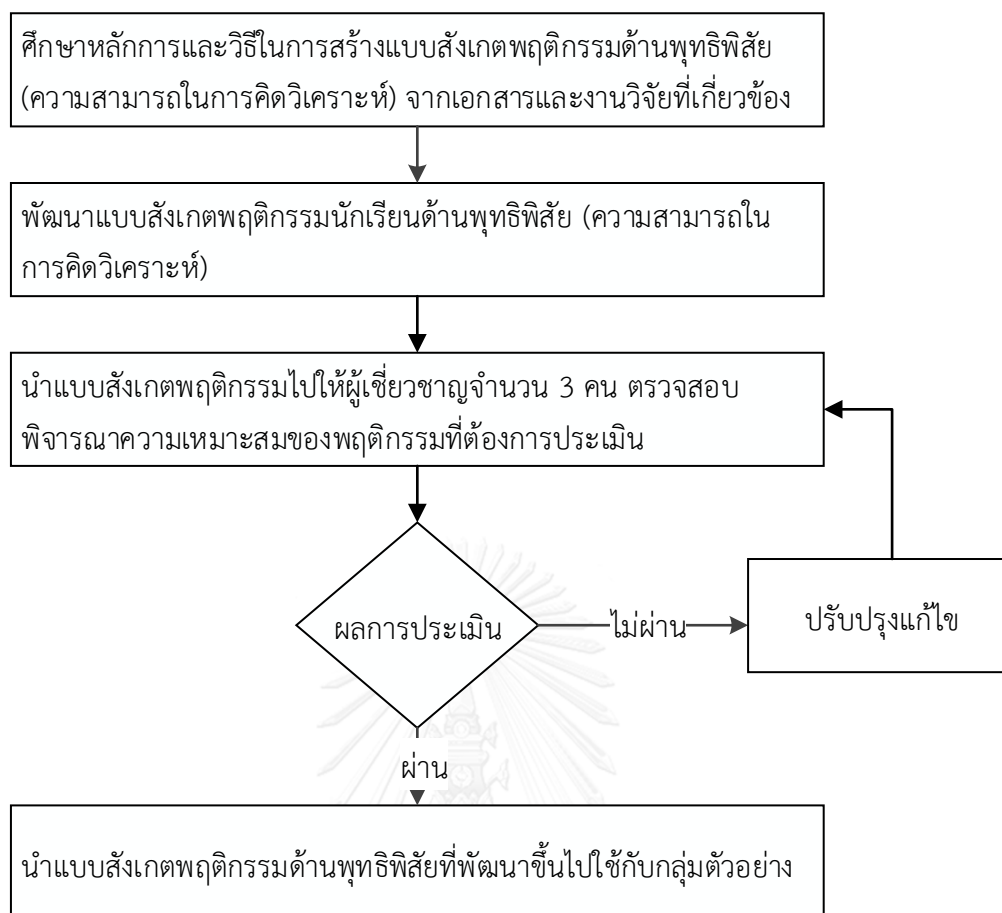 ศึกษาหลักการและวิธีในการสร้างแบบสังเกตพฤติกรรมด้านพุทธิพิสัย
(ความสามารถในการคิดวิเคราะห์) จากเอกสารและงานวิจัยที่เกี่ยวข้อง
พัฒนาแบบสังเกตพฤติกรรมนักเรียนด้านพุทธิพิสัย (ความสามารถใน
การคิดวิเคราะห์)
นำแบบสังเกตพฤติกรรมไปให้ผู้เชี่ยวชาญจำนวน 3 คน ตรวจสอบ
พิจารณาความเหมาะสมของพฤติกรรมที่ต้องการประเมิน
ผลการประเมิน
ไม่ผ่าน
ปรับปรุงแก้ไข
ผ่าน
นำแบบสังเกตพฤติกรรมด้านพุทธิพิสัยที่พัฒนาขึ้นไปใช้กับกลุ่มตัวอย่าง